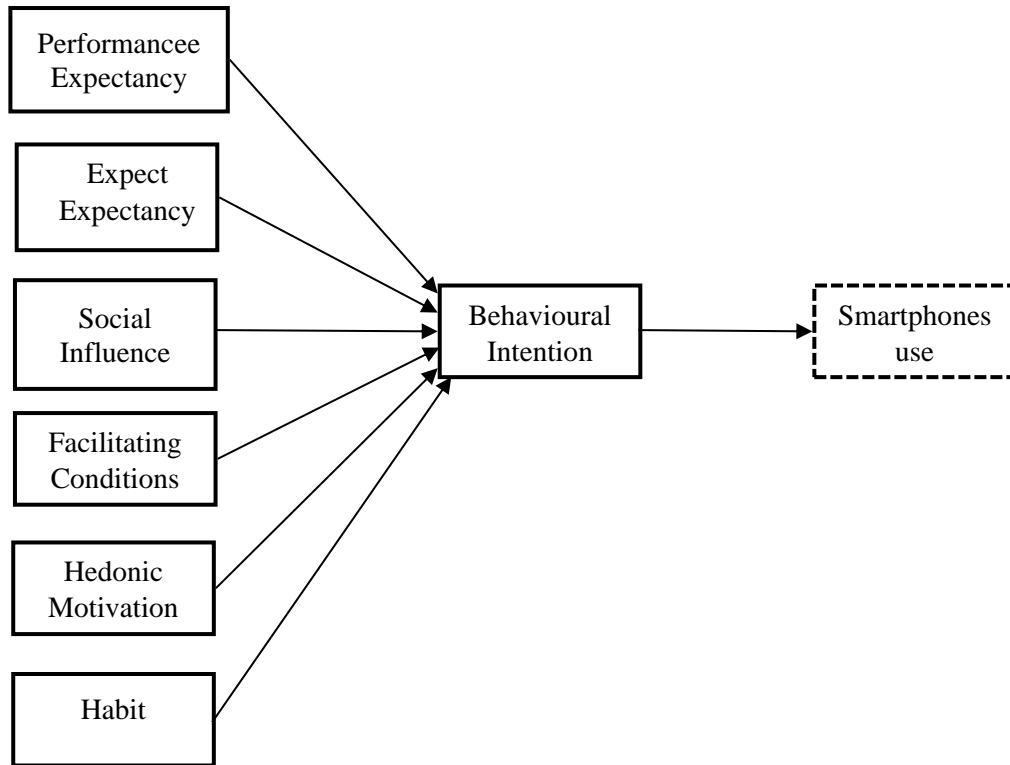 Performancee
Expectancy
Expect
Expectancy
Social
Influence
Facilitating
Conditions
Hedonic
Motivation
Habit
Behavioural
Intention
Smartphones
use